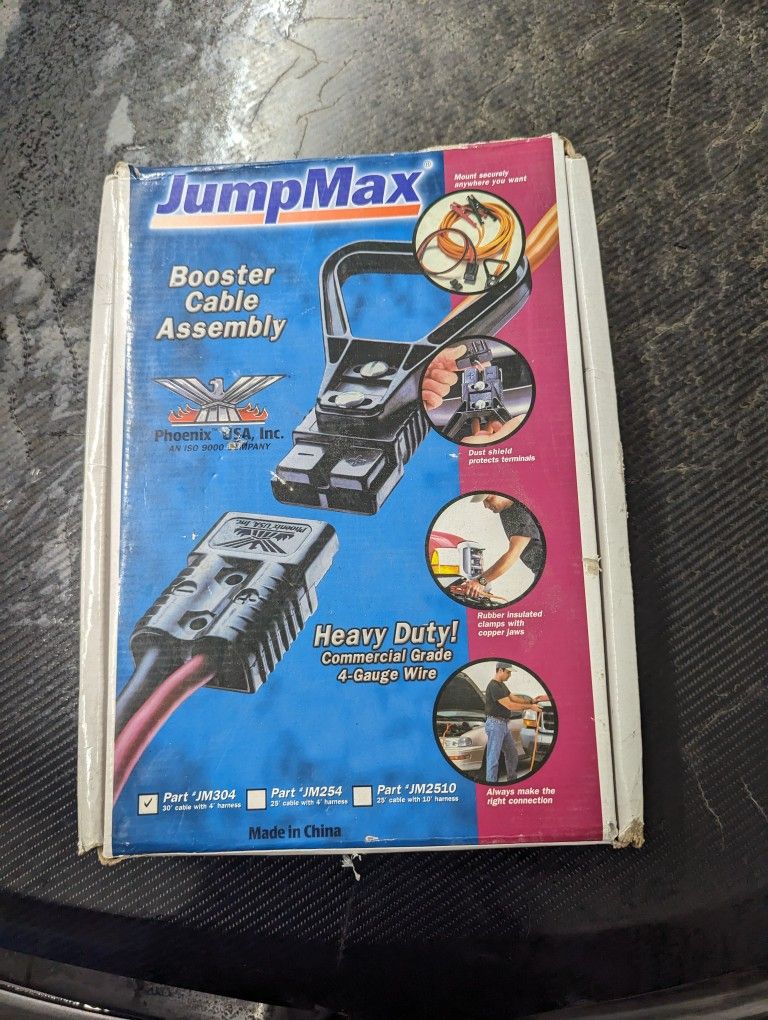 JumpMax®
Mount securely
anywhere you want
Booster
Cable
Assembly
Phoenix™ USA, Inc.
AN ISO 9000 COMPANY
Dust shield
protects terminals
Phoenix USA, Inc.
Rubber insulated
clamps with
copper jaws
Heavy Duty!
Commercial Grade
4-Gauge Wire
Part #JM304
30' cable with 4' harness
Part #JM254
25' cable with 4' harness
Part #JM2510
25' cable with 10' harness
Always make the
right connection
Made in China